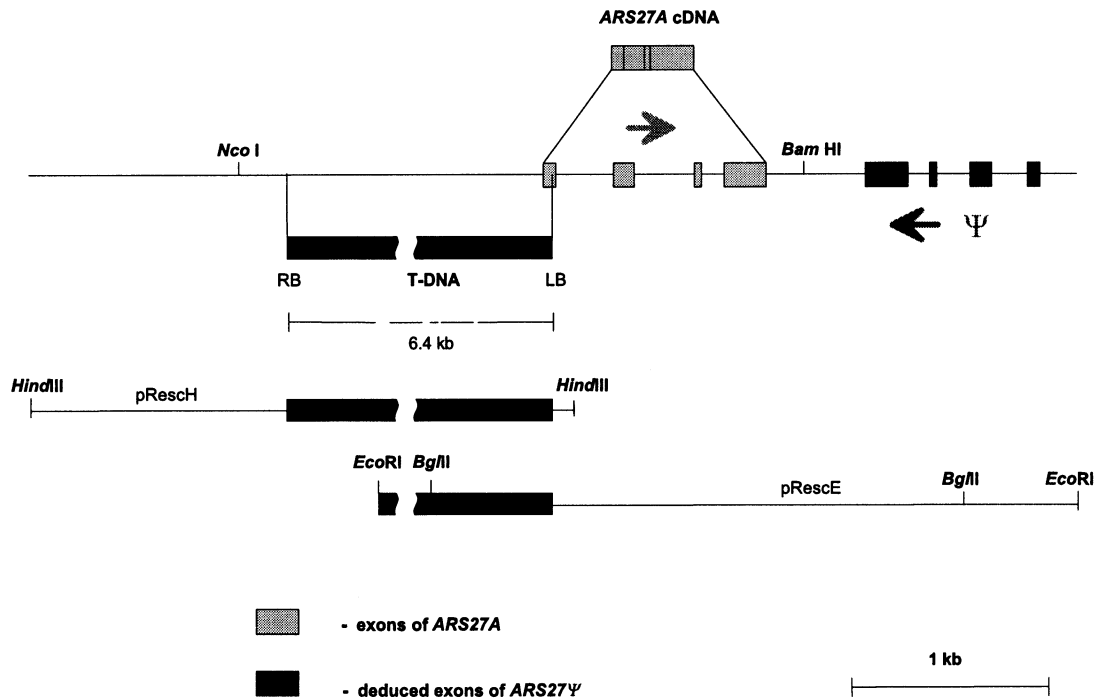 ARS27A cDNA
Nco I
Bam HI
Ψ
RB
T-DNA
LB
6.4 kb
HindIII
pRescH
HindIII
EcoRI
BglII
pRescE
BglII
EcoRI
- exons of ARS27A
- deduced exons of ARS27Ψ
1 kb